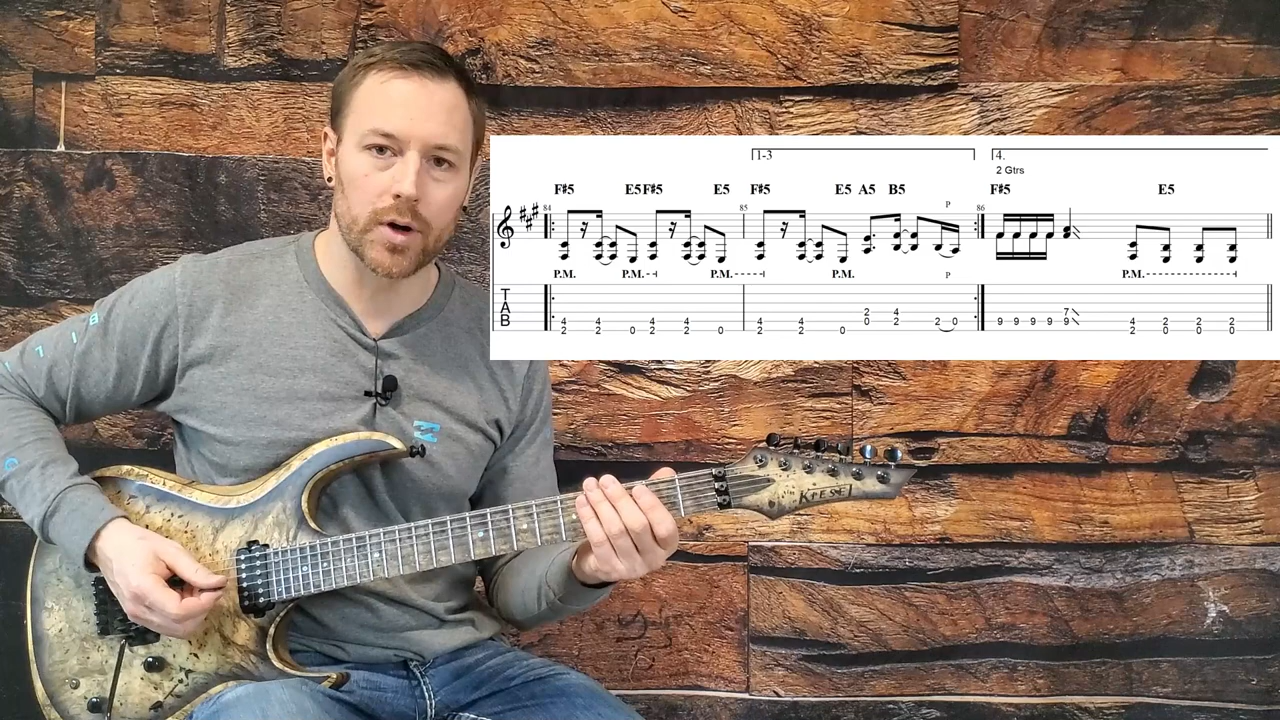 1-3 4.
2 Gtrs
F#5 E5 F#5 E5 F#5 E5 A5 B5 F#5 E5
84 85 86
P
P.M. P.M. P.M. P.M. P.M.
P
T
A
B
2 4 7
4 4 4 4 4 4 0 2 2 0 9 9 9 9 9 4 2 2 2
2 2 0 2 2 0 2 2 0 2 0 0 0
B
I
7
KIESEL